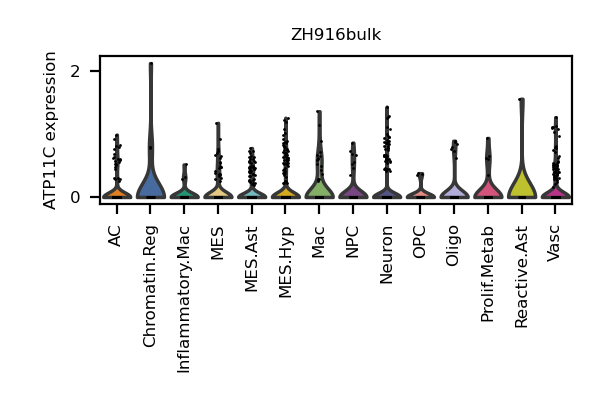 ZH916bulk
ATP11C expression
2
0
AC
Chromatin.Reg
Inflammatory.Mac
MES
MES.Ast
MES.Hyp
Mac
NPC
Neuron
OPC
Oligo
Prolif.Metab
Reactive.Ast
Vasc